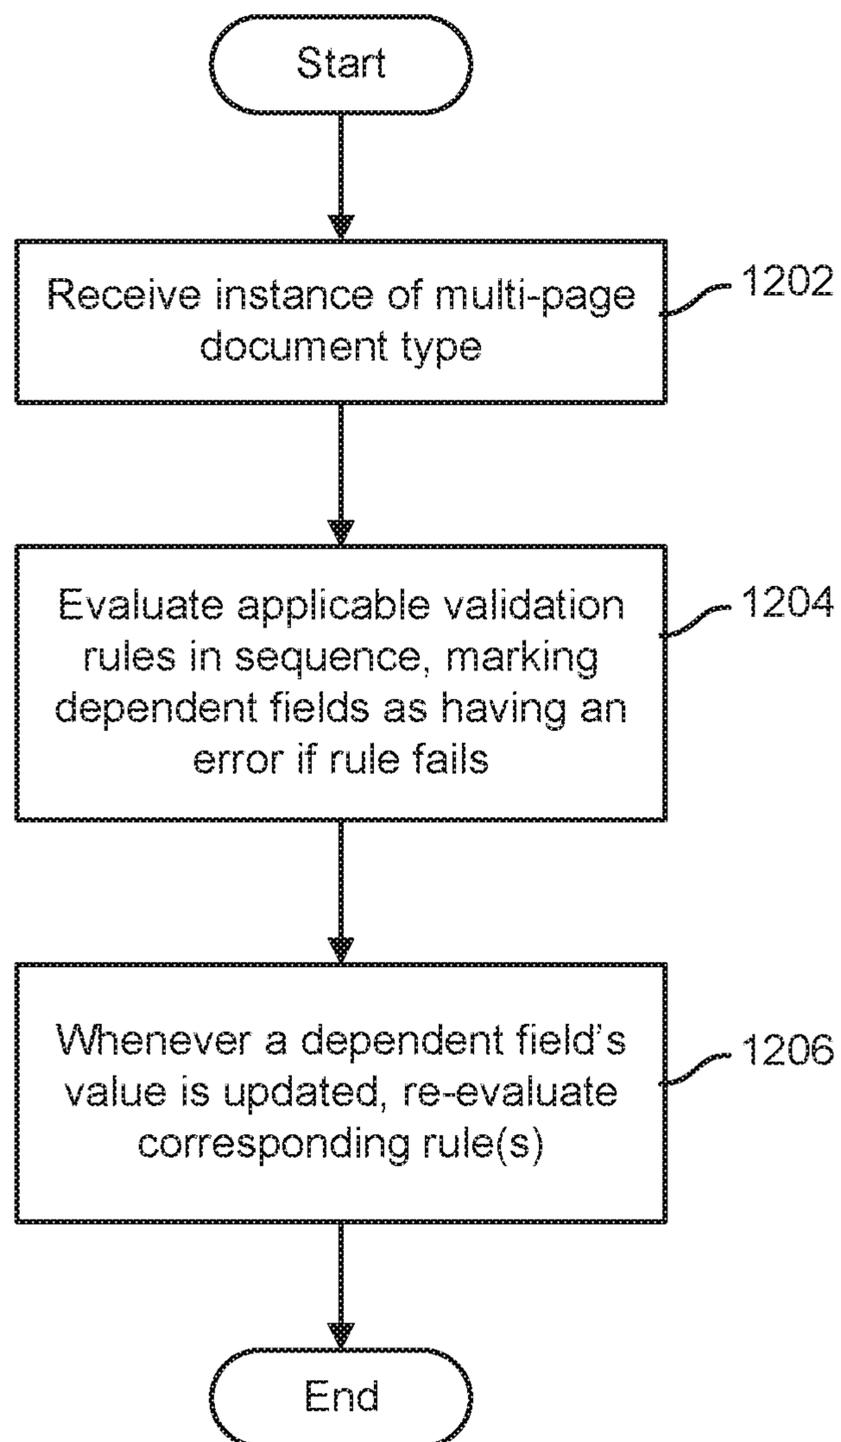 Start
Receive instance of multi-page
1202
document type
Evaluate applicable validation
1204
rules in sequence, marking
dependent fields as having an
error if rule fails
Whenever a dependent field's
1206
value is updated, re-evaluate
corresponding rule(s)
End